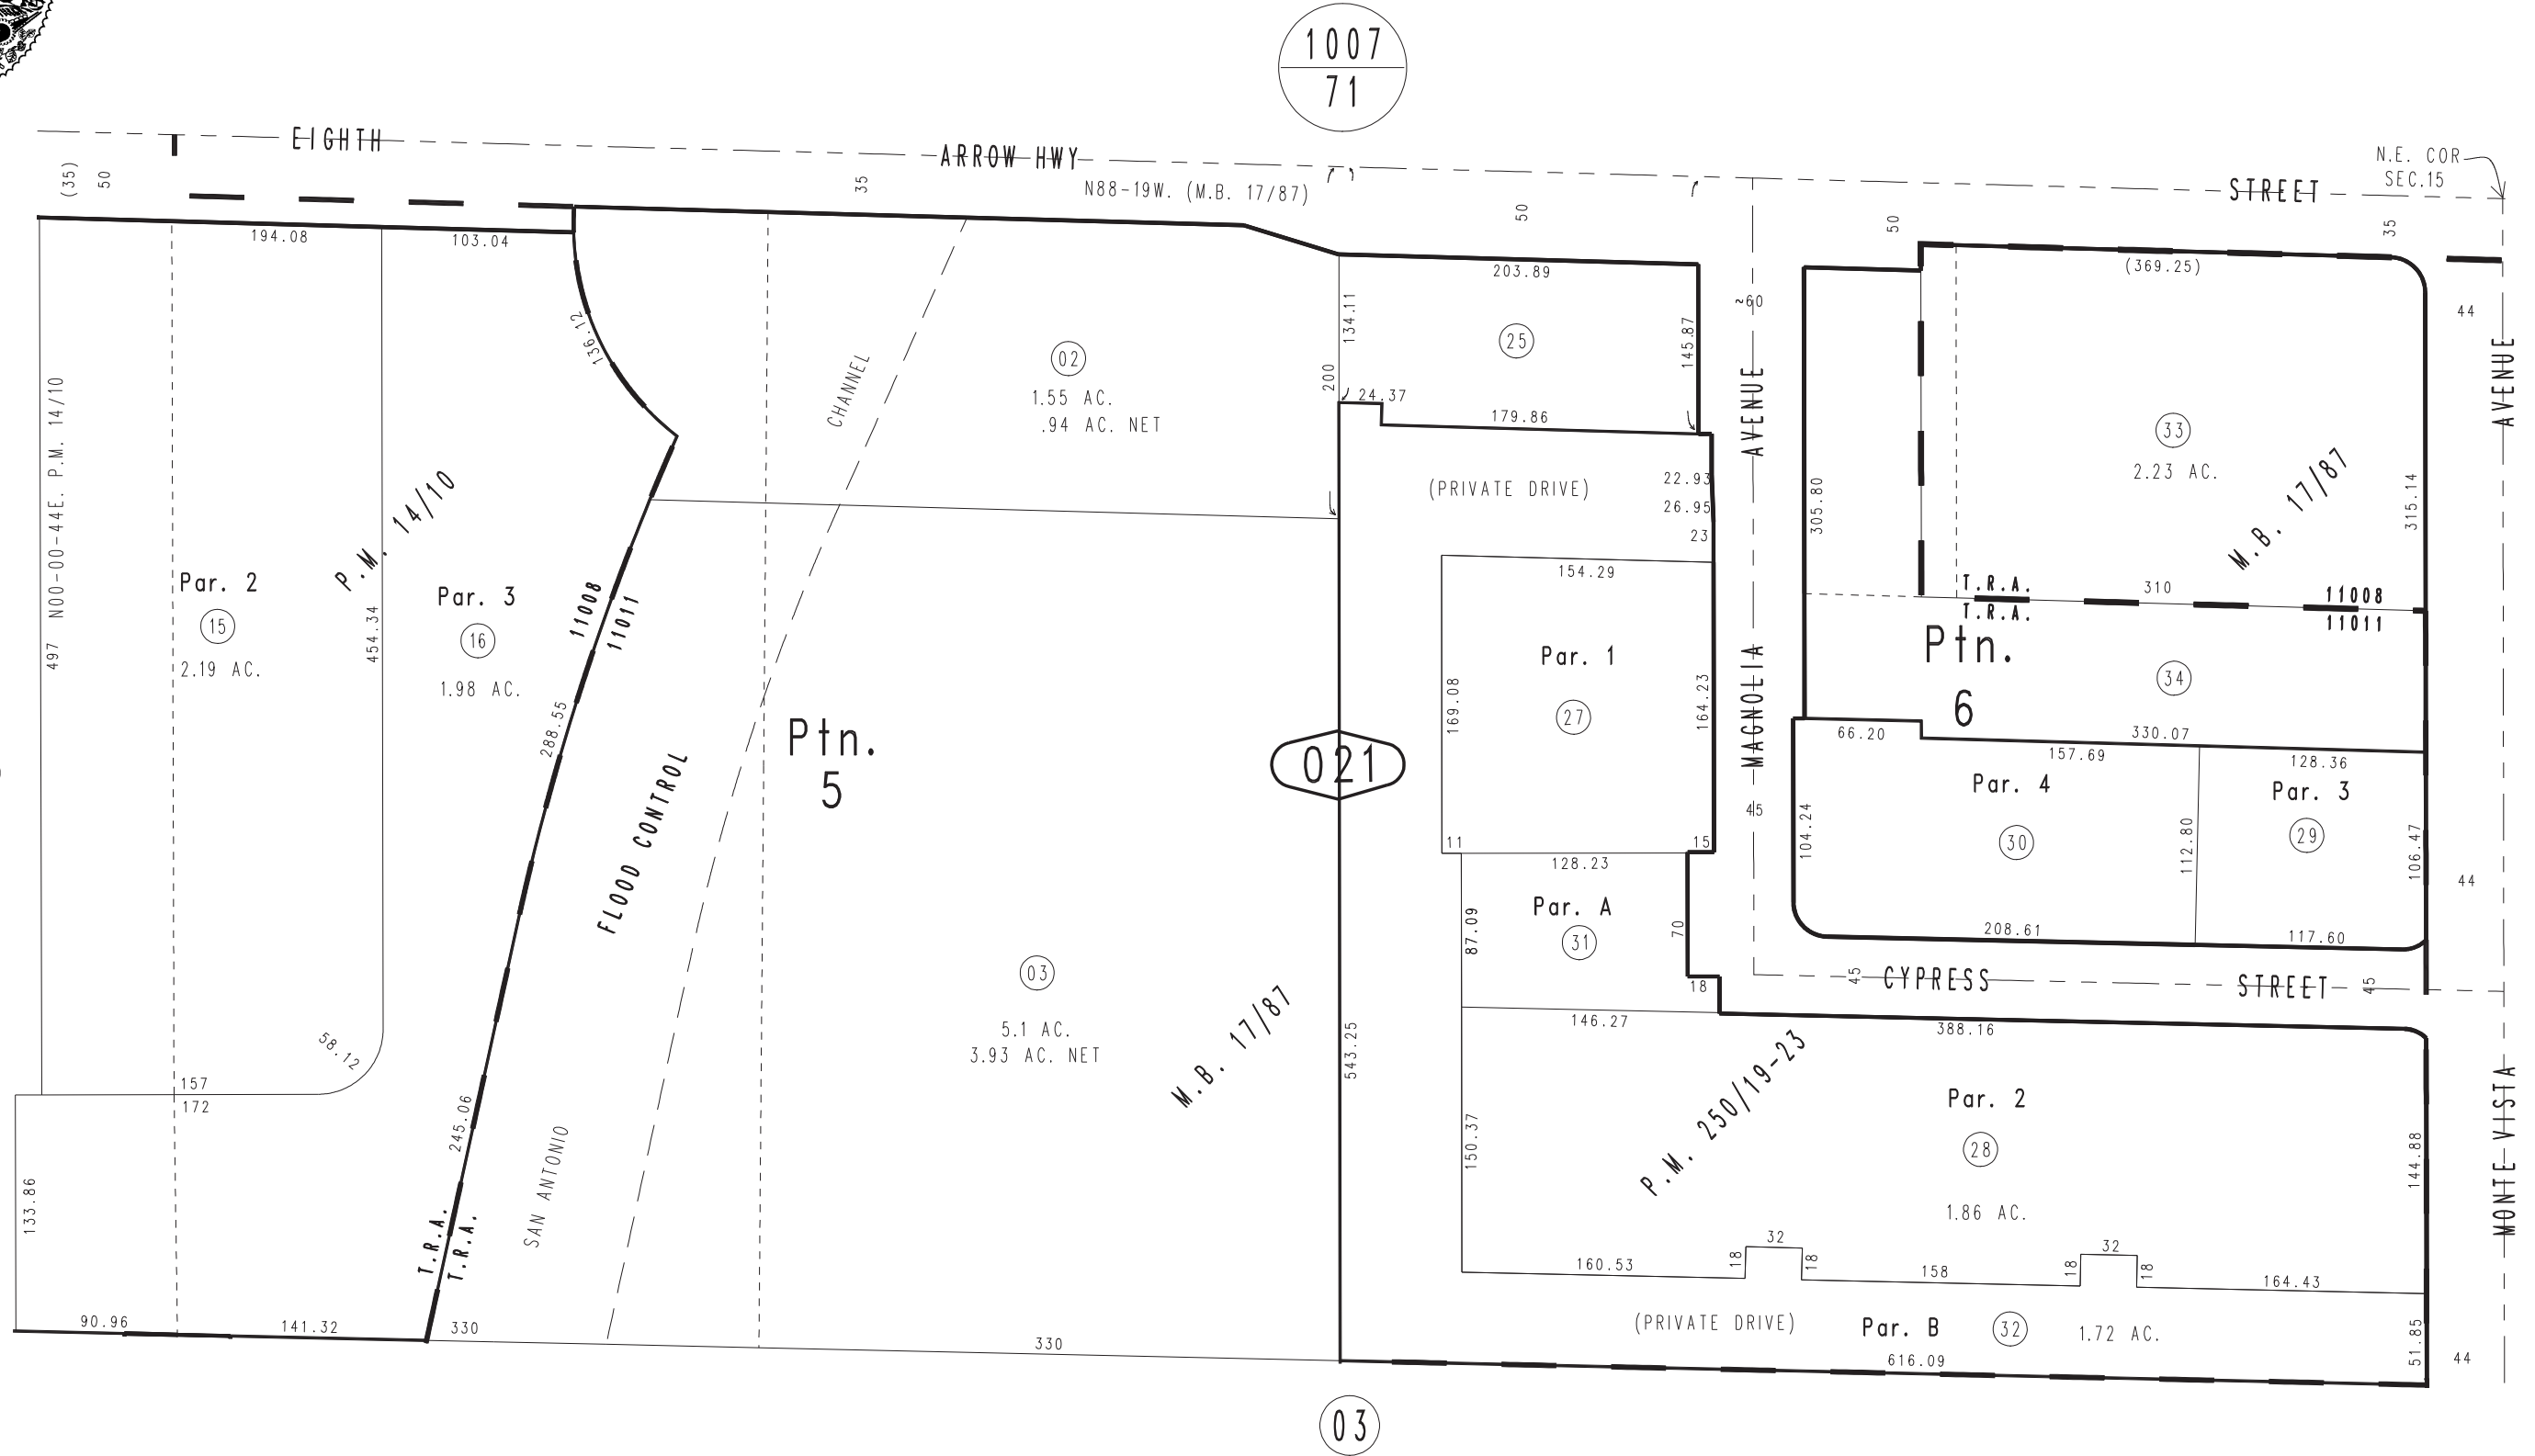 1007
71
EIGHTH
ARROW HWY
STREET
N.E. COR
SEC.15
N88-19W. (M.B. 17/87)
(35)
50
35
50
50
35
194.08
103.04
203.89
(369.25)
~60
44
136.12
134.11
145.87
25
02
1.55 AC.
.94 AC. NET
CHANNEL
200
24.37
179.86
AVENUE
AVENUE
33
2.23 AC.
M.B. 17/87
497 N00-00-44E. P.M. 14/10
P.M. 14/10
(PRIVATE DRIVE)
22.93
26.95
23
305.80
315.14
154.29
T.R.A.
T.R.A.
310
11008
11011
Par. 2
15
2.19 AC.
454.34
Par. 3
16
1.98 AC.
11008
11011
288.55
Ptn.
5
FLOOD CONTROL
021
Par. 1
27
169.08
164.23
MAGNOLIA
Ptn.
6
34
66.20
330.07
157.69
128.36
Par. 4
30
Par. 3
29
45
104.24
112.80
106.47
11
15
128.23
Par. A
31
87.09
70
18
208.61
117.60
44
45
CYPRESS
STREET
45
03
5.1 AC.
3.93 AC. NET
M.B. 17/87
543.25
146.27
388.16
P.M. 250/19-23
Par. 2
28
1.86 AC.
150.37
144.88
MONTE VISTA
58.12
157
172
245.06
SAN ANTONIO
133.86
T.R.A.
T.R.A.
160.53
18
32
18
158
18
32
18
164.43
90.96
141.32
330
330
(PRIVATE DRIVE)
Par. B
32
1.72 AC.
616.09
51.85
44
03